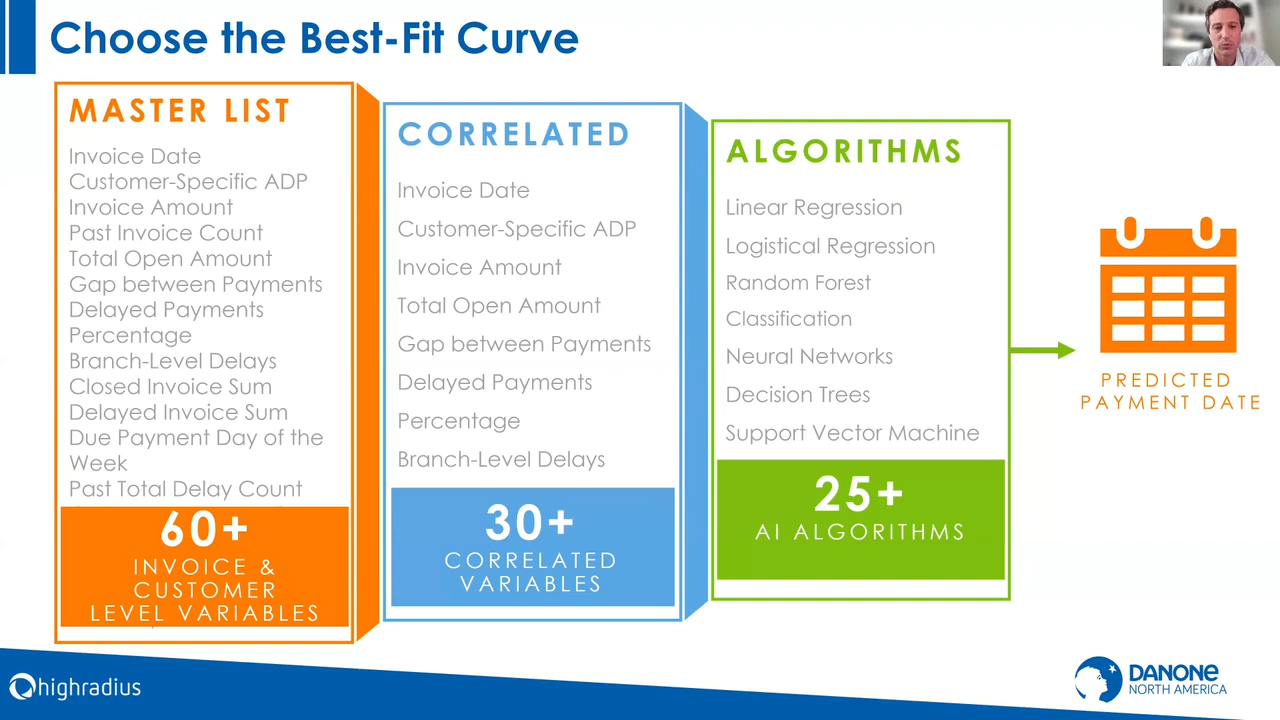 Choose the Best-Fit Curve
MASTER LIST
Invoice Date
Customer-Specific ADP
Invoice Amount
Past Invoice Count
Total Open Amount
Gap between Payments
Delayed Payments
Percentage
Branch-Level Delays
Closed Invoice Sum
Delayed Invoice Sum
Due Payment Day of the
Week
Past Total Delay Count
60+
INVOICE &
CUSTOMER
LEVEL VARIABLES
CORRELATED
Invoice Date
Customer-Specific ADP
Invoice Amount
Total Open Amount
Gap between Payments
Delayed Payments
Percentage
Branch-Level Delays
30+
CORRELATED
VARIABLES
ALGORITHMS
Linear Regression
Logistical Regression
Random Forest
Classification
Neural Networks
Decision Trees
Support Vector Machine
25+
AI ALGORITHMS
PREDICTED
PAYMENT DATE
highradius
DANONE
NORTH AMERICA